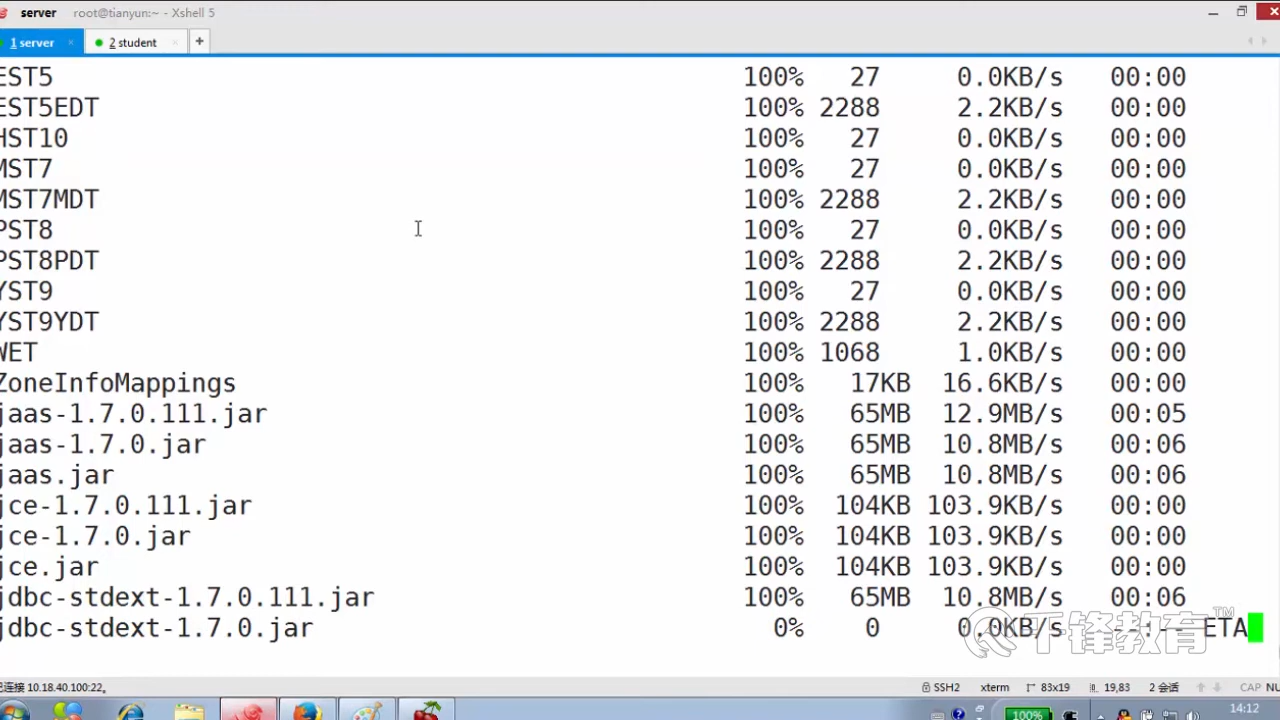 server root@tianyun:~ - Xshell 5
1 server × 2 student × +
EST5 100% 27 0.0KB/s 00:00
EST5EDT 100% 2288 2.2KB/s 00:00
HST10 100% 27 0.0KB/s 00:00
MST7 100% 27 0.0KB/s 00:00
MST7MDT 100% 2288 2.2KB/s 00:00
PST8 100% 27 0.0KB/s 00:00
PST8PDT 100% 2288 2.2KB/s 00:00
YST9 100% 27 0.0KB/s 00:00
YST9YDT 100% 2288 2.2KB/s 00:00
WET 100% 1068 1.0KB/s 00:00
ZoneInfoMappings 100% 17KB 16.6KB/s 00:00
jaas-1.7.0.111.jar 100% 65MB 12.9MB/s 00:05
jaas-1.7.0.jar 100% 65MB 10.8MB/s 00:06
jaas.jar 100% 65MB 10.8MB/s 00:06
jce-1.7.0.111.jar 100% 104KB 103.9KB/s 00:00
jce-1.7.0.jar 100% 104KB 103.9KB/s 00:00
jce.jar 100% 104KB 103.9KB/s 00:00
jdbc-stdext-1.7.0.111.jar 100% 65MB 10.8MB/s 00:06
jdbc-stdext-1.7.0.jar 0% 0 0.0KB/s --:-- ETA
千锋教育™
已连接 10.18.40.100:22。 SSH2 xterm 83x19 19,83 2 会话 CAP NU
100% 14:12